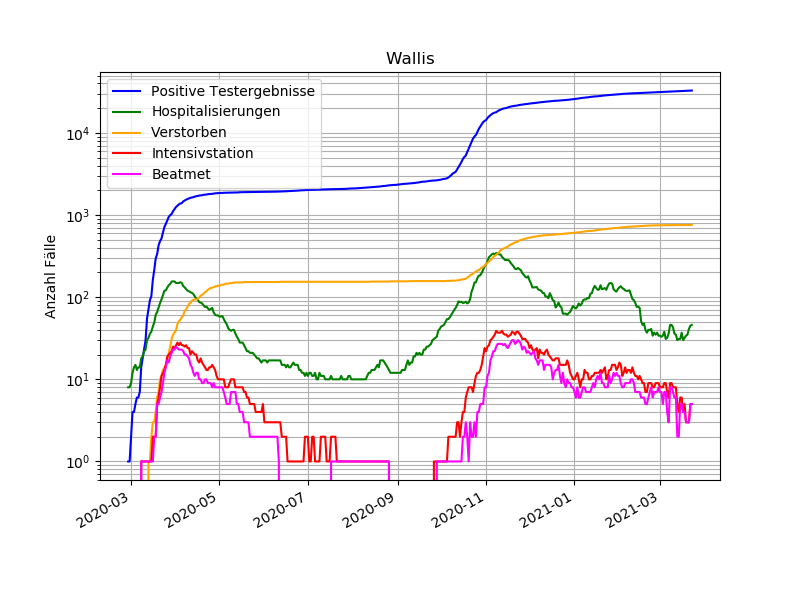 Wallis
Anzahl Fälle
10^4
10^3
10^2
10^1
10^0
Positive Testergebnisse
Hospitalisierungen
Verstorben
Intensivstation
Beatmet
2020-03
2020-05
2020-07
2020-09
2020-11
2021-01
2021-03